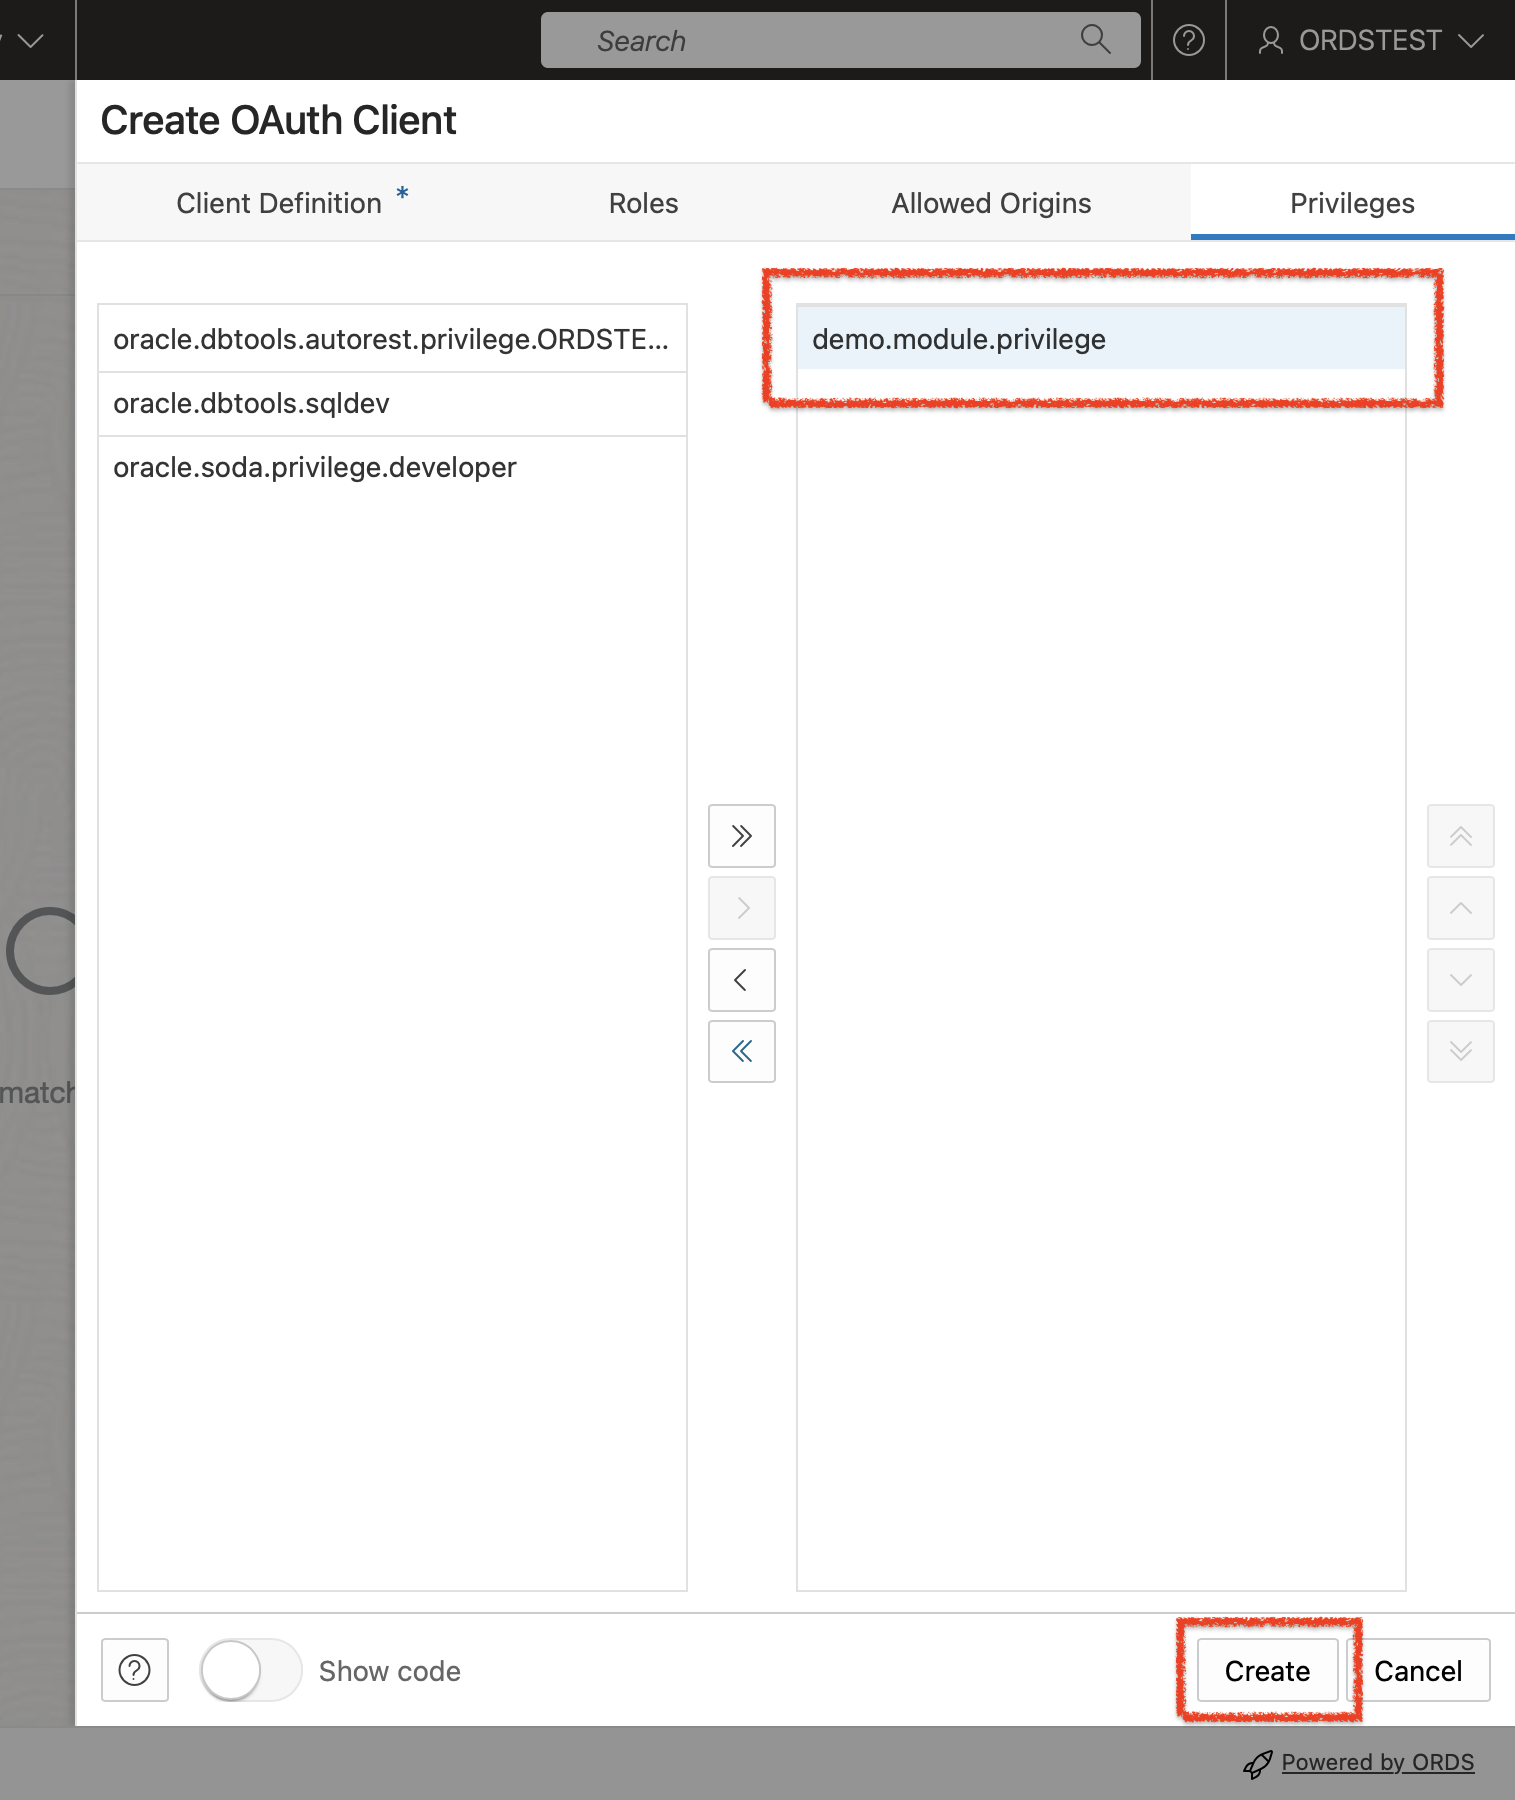 Search
ORDSTEST
Create OAuth Client
Client Definition *
Roles
Allowed Origins
Privileges
oracle.dbtools.autorest.privilege.ORDSTE...
oracle.dbtools.sqldev
oracle.soda.privilege.developer
demo.module.privilege
match
Show code
Create
Cancel
Powered by ORDS